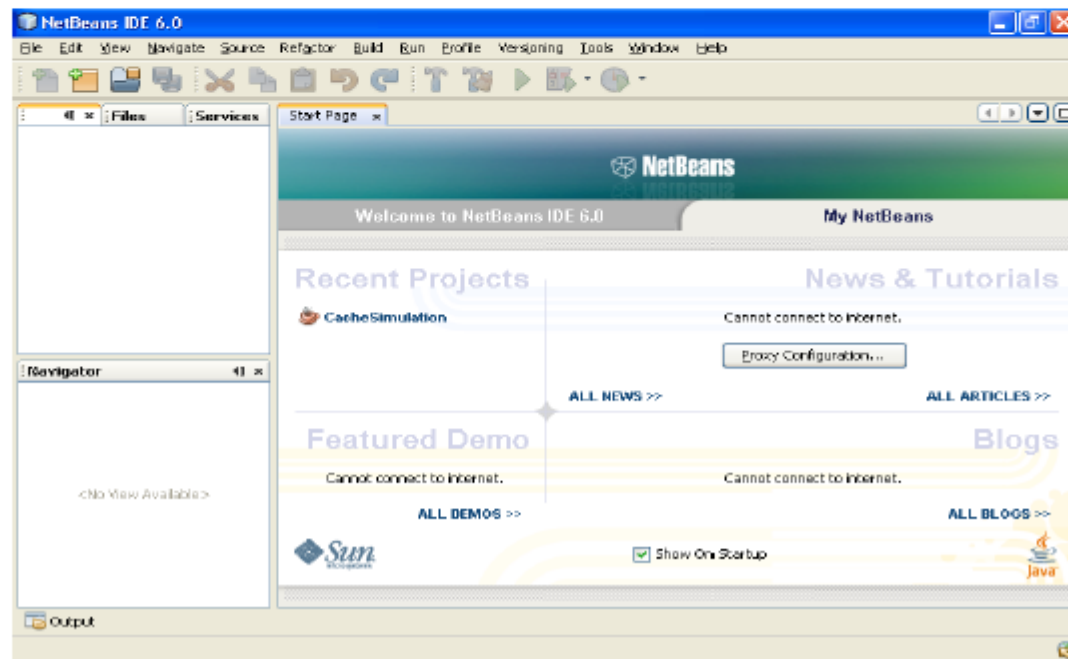 NetBeans IDE 6.0
File Edit View Navigate Source Refactor Build Run Profile Versioning Tools Window Help
Files Services Start Page
NetBeans
Welcome to NetBeans IDE 6.0 My NetBeans
Recent Projects News & Tutorials
CacheSimulation Cannot connect to internet.
Proxy Configuration...
Navigator
ALL NEWS >> ALL ARTICLES >>
Featured Demo Blogs
Cannot connect to internet. Cannot connect to internet.
<No View Available>
ALL DEMOS >> ALL BLOGS >>
Sun Show On Startup
Java
Output